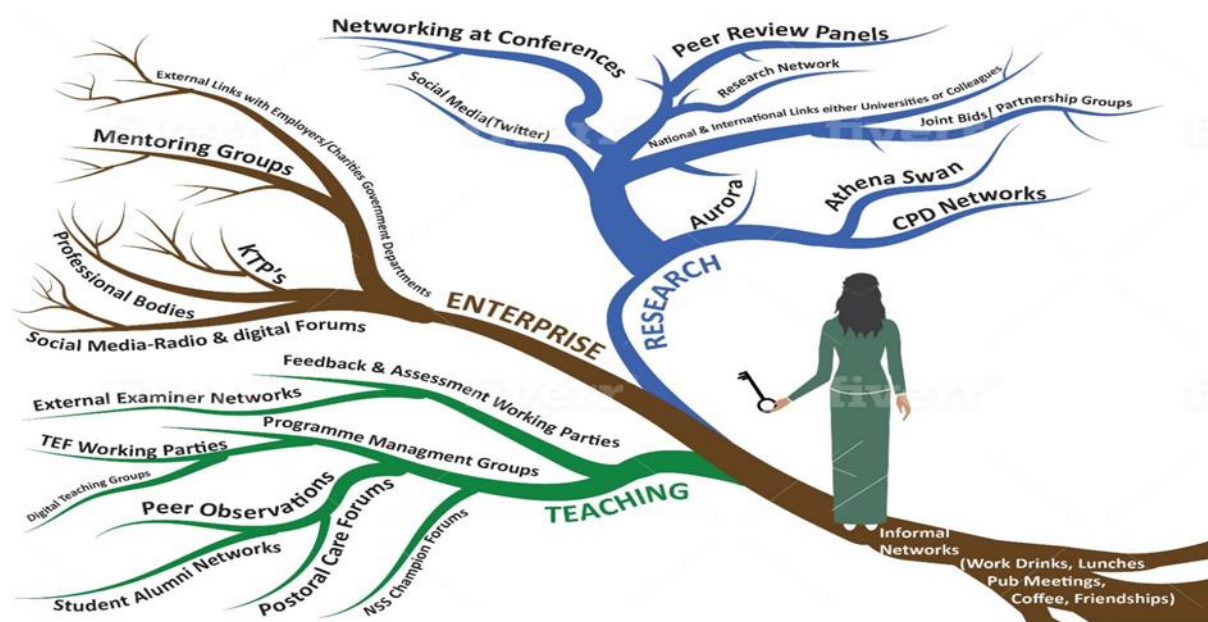 Networking at Conferences
Social Media(Twitter)
Peer Review Panels
Research Network
National & International Links either Universities or Colleagues
Joint Bids/ Partnership Groups
Aurora
Athena Swan
CPD Networks
RESEARCH
External Links with Employers/Charities Government Departments
Mentoring Groups
KTP's
Professional Bodies
Social Media-Radio & digital Forums
ENTERPRISE
Feedback & Assessment Working Parties
External Examiner Networks
Programme Managment Groups
TEF Working Parties
Digital Teaching Groups
Peer Observations
Student Alumni Networks
Postoral Care Forums
NSS Champion Forums
TEACHING
Informal
Networks
(Work Drinks, Lunches
Pub Meetings,
Coffee, Friendships)
fiverr
fiverr
fiverr